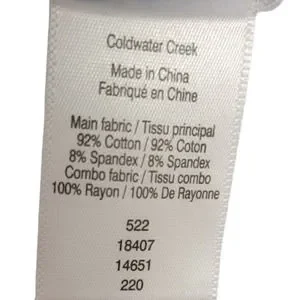 Coldwater Creek
Made in China
Fabriqué en Chine
Main fabric / Tissu principal
92% Cotton / 92% Coton
8% Spandex / 8% Spandex
Combo fabric / Tissu combo
100% Rayon / 100% De Rayonne
522
18407
14651
220